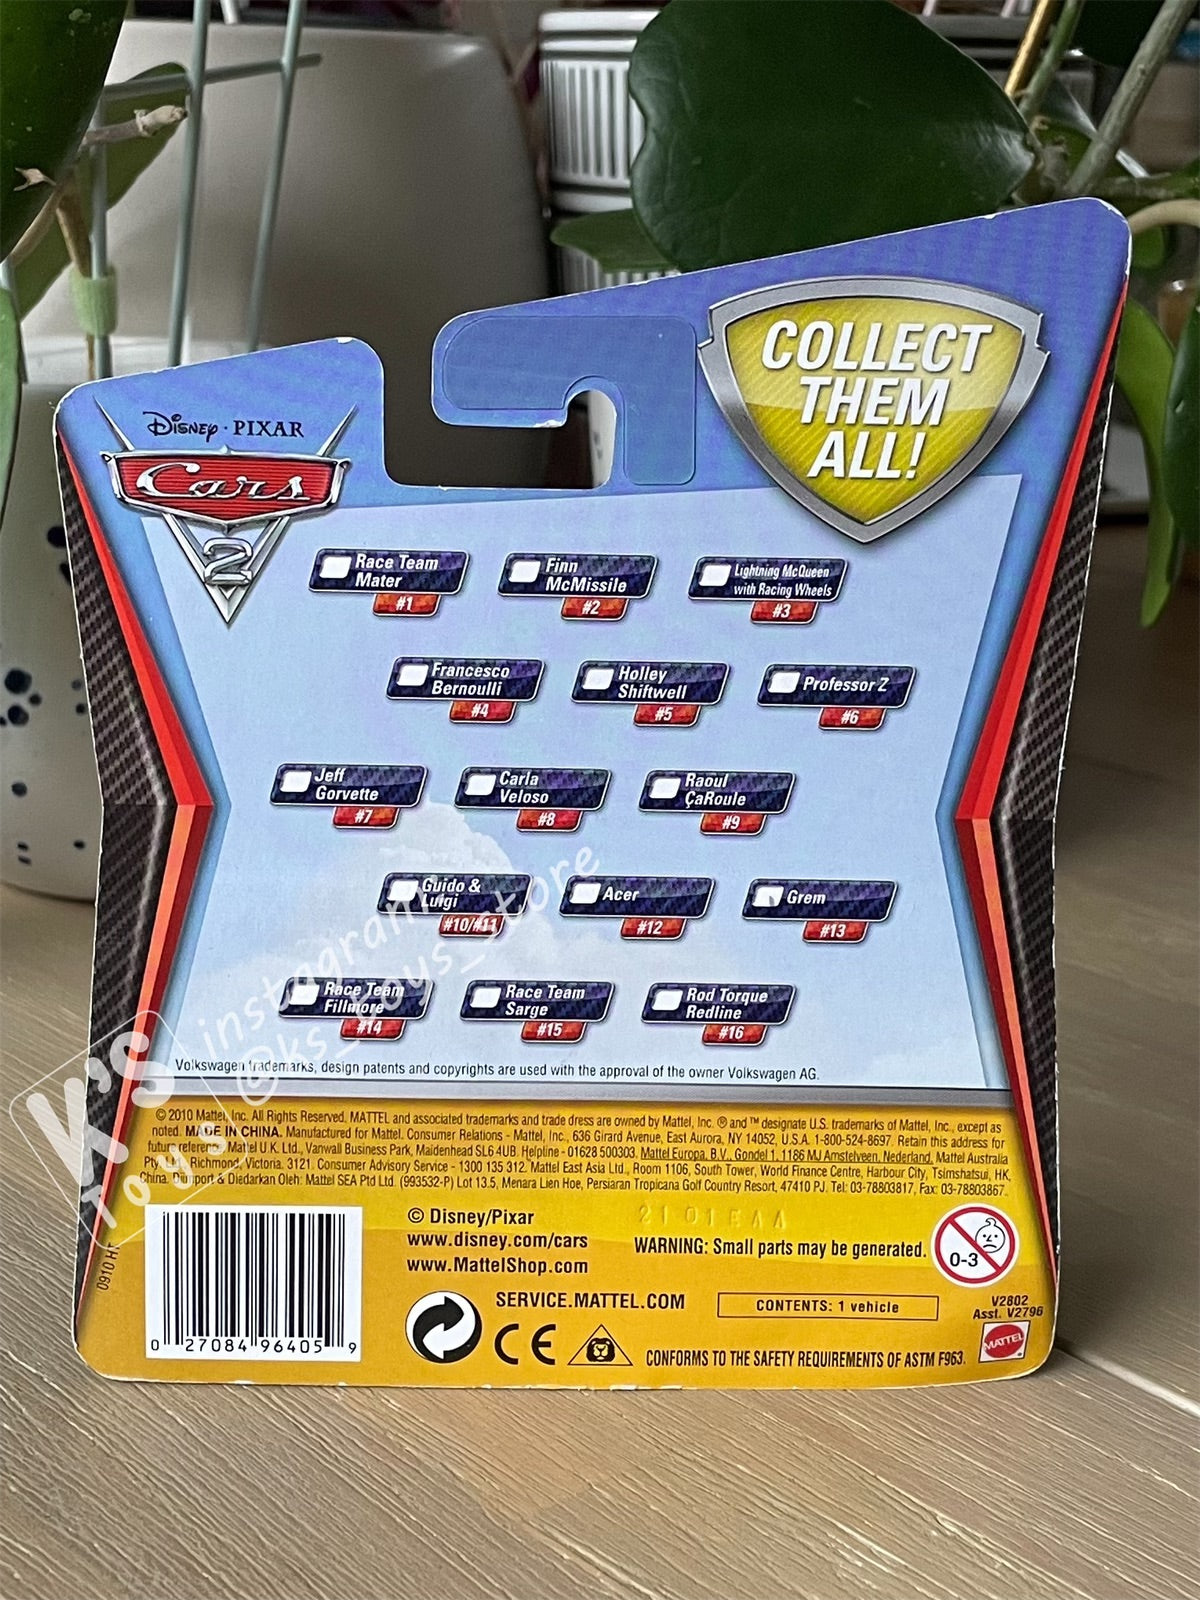 COLLECT
THEM
ALL!
Disney · PIXAR
Cars
2
Race Team
Mater
#1
Finn
McMissile
#2
Lightning McQueen
with Racing Wheels
#3
Francesco
Bernoulli
#4
Holley
Shiftwell
#5
Professor Z
#6
Jeff
Gorvette
#7
Carla
Veloso
#8
Raoul
ÇaRoule
#9
Guido &
Luigi
#10/#11
Acer
#12
Grem
#13
Race Team
Fillmore
#14
Race Team
Sarge
#15
Rod Torque
Redline
#16
Volkswagen trademarks, design patents and copyrights are used with the approval of the owner Volkswagen AG.
© 2010 Mattel, Inc. All Rights Reserved. MATTEL and associated trademarks and trade dress are owned by Mattel, Inc. ® and ™ designate U.S. trademarks of Mattel, Inc., except as
noted. MADE IN CHINA. Manufactured for Mattel. Consumer Relations - Mattel, Inc., 636 Girard Avenue, East Aurora, NY 14052, U.S.A. 1-800-524-8697. Retain this address for
future reference. Mattel U.K. Ltd., Vanwall Business Park, Maidenhead SL6 4UB. Helpline - 01628 500303. Mattel Europa, B.V., Gondel 1, 1186 MJ Amstelveen, Nederland. Mattel Australia
Pty. Ltd., Richmond, Victoria. 3121. Consumer Advisory Service - 1300 135 312. Mattel East Asia Ltd., Room 1106, South Tower, World Finance Centre, Harbour City, Tsimshatsui, HK,
China. Diimport & Diedarkan Oleh: Mattel SEA Ptd Ltd. (993532-P) Lot 13.5, Menara Lien Hoe, Persiaran Tropicana Golf Country Resort, 47410 PJ. Tel: 03-78803817, Fax: 03-78803867.
© Disney/Pixar
www.disney.com/cars
www.MattelShop.com
WARNING: Small parts may be generated.
0-3
SERVICE.MATTEL.COM
CONTENTS: 1 vehicle
V2802
Asst. V2796
MATTEL
CE
CONFORMS TO THE SAFETY REQUIREMENTS OF ASTM F963.
0 27084 96405 9
K'S
Toys
instagram
@ks_toys_store